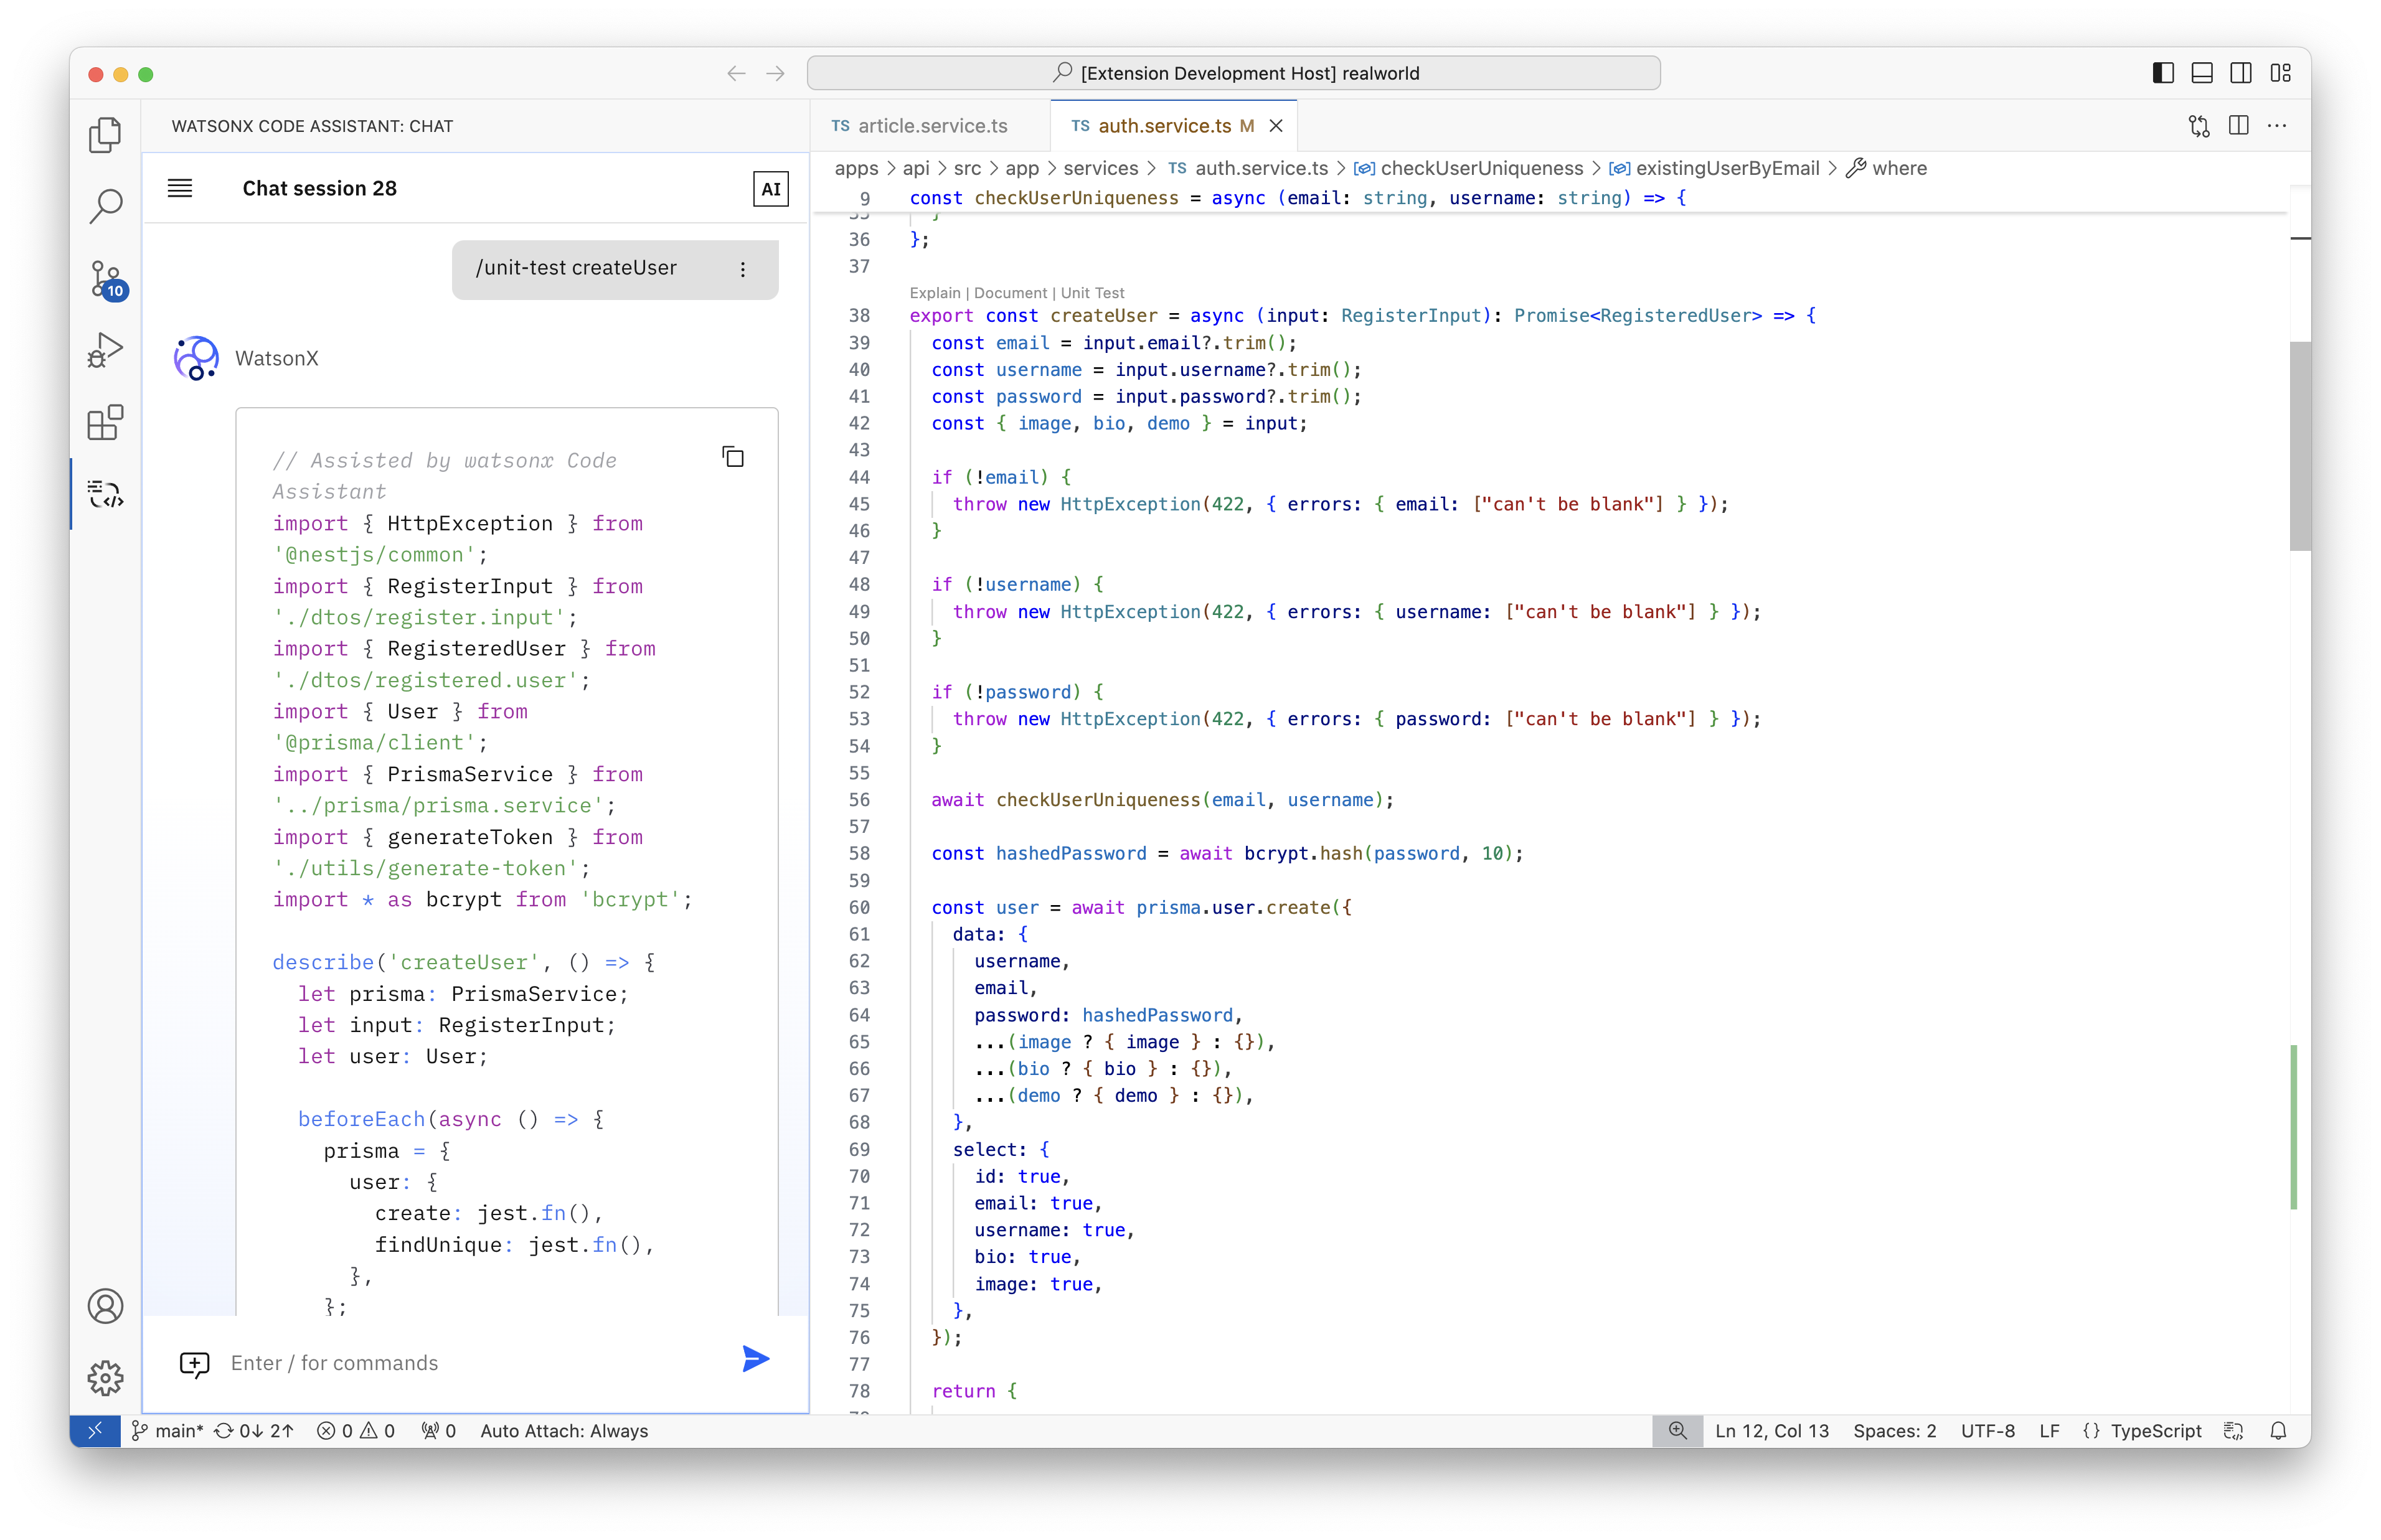 [Extension Development Host] realworld
WATSONX CODE ASSISTANT: CHAT
Chat session 28
AI
/unit-test createUser
10
WatsonX
// Assisted by watsonx Code
Assistant
import { HttpException } from
'@nestjs/common';
import { RegisterInput } from
'./dtos/register.input';
import { RegisteredUser } from
'./dtos/registered.user';
import { User } from
'@prisma/client';
import { PrismaService } from
'../prisma/prisma.service';
import { generateToken } from
'./utils/generate-token';
import * as bcrypt from 'bcrypt';
describe('createUser', () => {
let prisma: PrismaService;
let input: RegisterInput;
let user: User;
beforeEach(async () => {
prisma = {
user: {
create: jest.fn(),
findUnique: jest.fn(),
},
};
Enter / for commands
TS article.service.ts
TS auth.service.ts M
apps > api > src > app > services > TS auth.service.ts > checkUserUniqueness > existingUserByEmail > where
9 const checkUserUniqueness = async (email: string, username: string) => {
36 };
37
Explain | Document | Unit Test
38 export const createUser = async (input: RegisterInput): Promise<RegisteredUser> => {
39 const email = input.email?.trim();
40 const username = input.username?.trim();
41 const password = input.password?.trim();
42 const { image, bio, demo } = input;
43
44 if (!email) {
45 throw new HttpException(422, { errors: { email: ["can't be blank"] } });
46 }
47
48 if (!username) {
49 throw new HttpException(422, { errors: { username: ["can't be blank"] } });
50 }
51
52 if (!password) {
53 throw new HttpException(422, { errors: { password: ["can't be blank"] } });
54 }
55
56 await checkUserUniqueness(email, username);
57
58 const hashedPassword = await bcrypt.hash(password, 10);
59
60 const user = await prisma.user.create({
61 data: {
62 username,
63 email,
64 password: hashedPassword,
65 ...(image ? { image } : {}),
66 ...(bio ? { bio } : {}),
67 ...(demo ? { demo } : {}),
68 },
69 select: {
70 id: true,
71 email: true,
72 username: true,
73 bio: true,
74 image: true,
75 },
76 });
77
78 return {
main* 0↓ 2↑ 0 0 0 Auto Attach: Always
Ln 12, Col 13 Spaces: 2 UTF-8 LF {} TypeScript